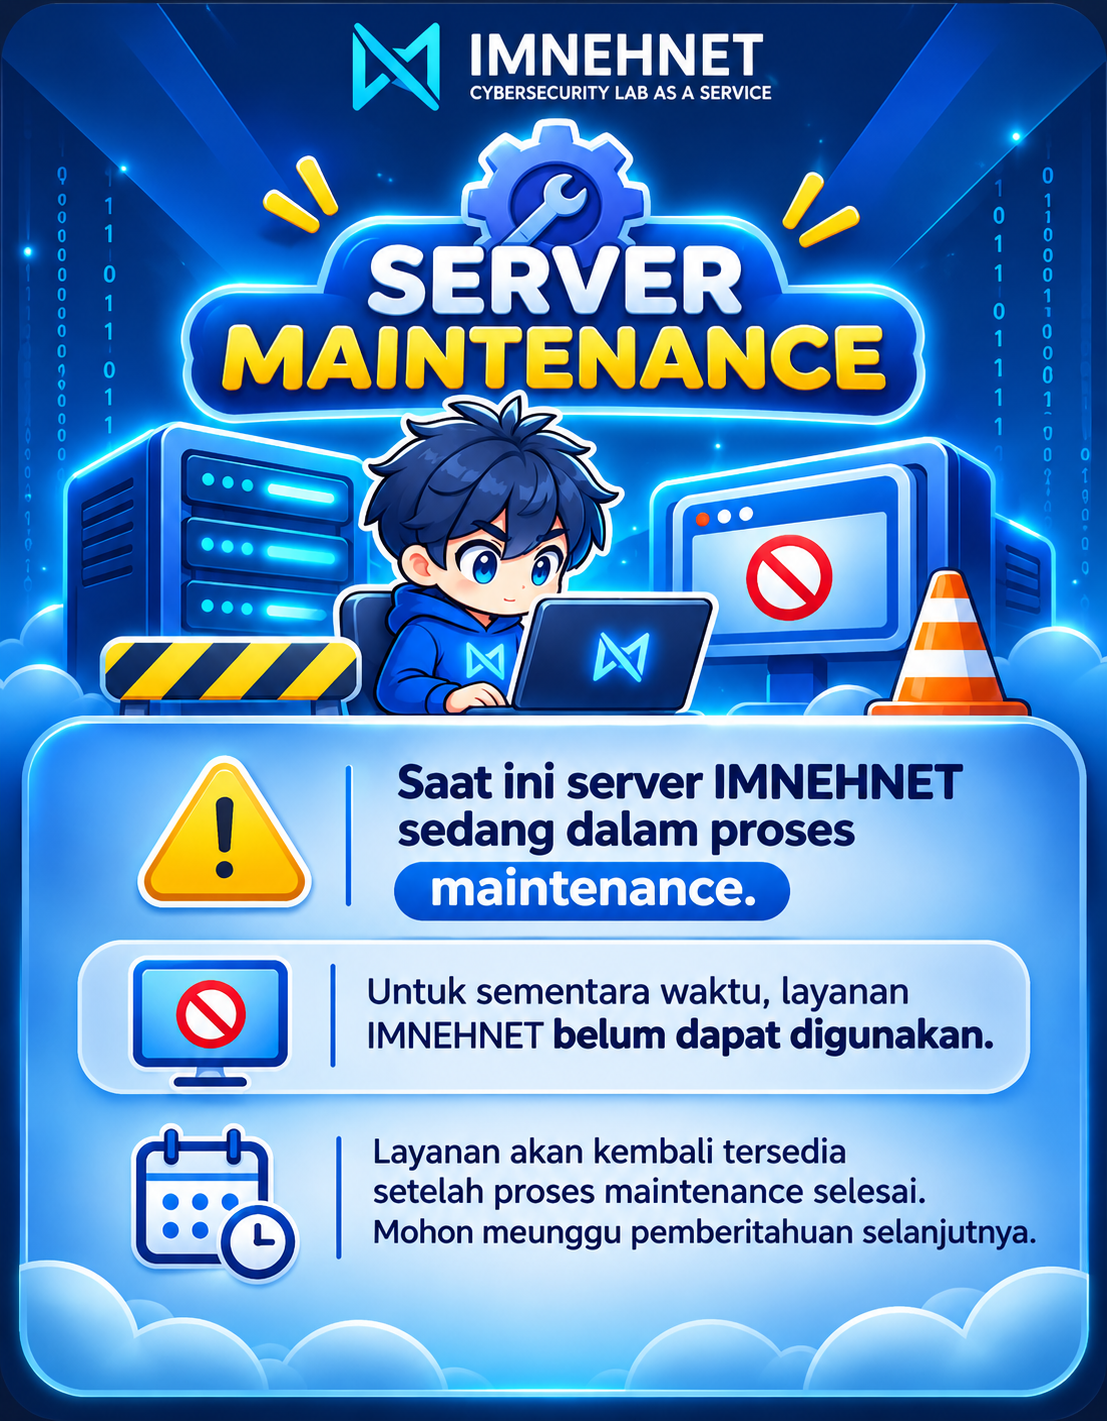 IMNEHNET
CYBERSECURITY LAB AS A SERVICE
SERVER
MAINTENANCE
Saat ini server IMNEHNET
sedang dalam proses
maintenance.
Untuk sementara waktu, layanan
IMNEHNET belum dapat digunakan.
Layanan akan kembali tersedia
setelah proses maintenance selesai.
Mohon meunggu pemberitahuan selanjutnya.